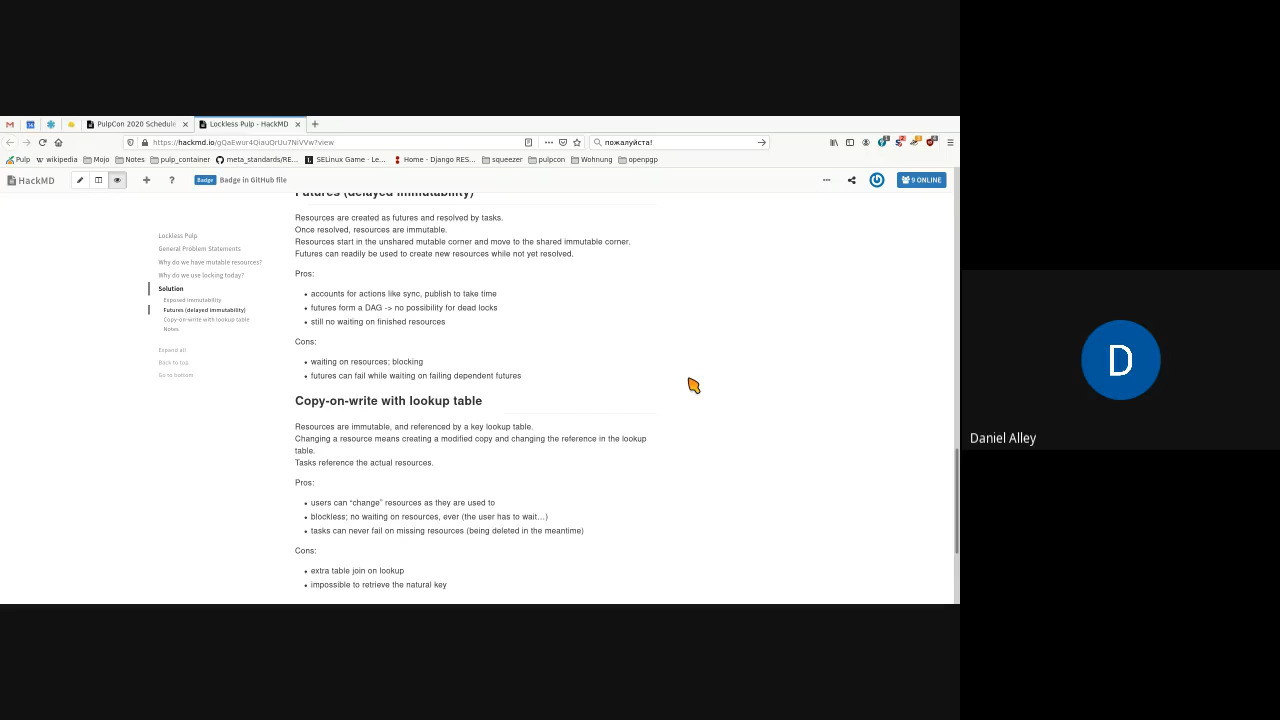 PulpCon 2020 Schedule
Lockless Pulp - HackMD
https://hackmd.io/gQaEwur4QiauQrUu7NiVVw?view
пожалуйста!
Pulp
wikipedia
Mojo
Notes
pulp_container
meta_standards/RE...
SELinux Game - Le...
Home - Django RES...
squeezer
pulpcon
Wohnung
openpgp
HackMD
Badge
Badge in GitHub file
9 ONLINE
Lockless Pulp
General Problem Statements
Why do we have mutable resources?
Why do we use locking today?
Solution
Exposed immutability
Futures (delayed immutability)
Copy-on-write with lookup table
Notes
Expand all
Back to top
Go to bottom
Futures (delayed immutability)
Resources are created as futures and resolved by tasks.
Once resolved, resources are immutable.
Resources start in the unshared mutable corner and move to the shared immutable corner.
Futures can readily be used to create new resources while not yet resolved.
Pros:
• accounts for actions like sync, publish to take time
• futures form a DAG -> no possibility for dead locks
• still no waiting on finished resources
Cons:
• waiting on resources; blocking
• futures can fail while waiting on failing dependent futures
Copy-on-write with lookup table
Resources are immutable, and referenced by a key lookup table.
Changing a resource means creating a modified copy and changing the reference in the lookup
table.
Tasks reference the actual resources.
Pros:
• users can “change” resources as they are used to
• blockless; no waiting on resources, ever (the user has to wait…)
• tasks can never fail on missing resources (being deleted in the meantime)
Cons:
• extra table join on lookup
• impossible to retrieve the natural key
D
Daniel Alley